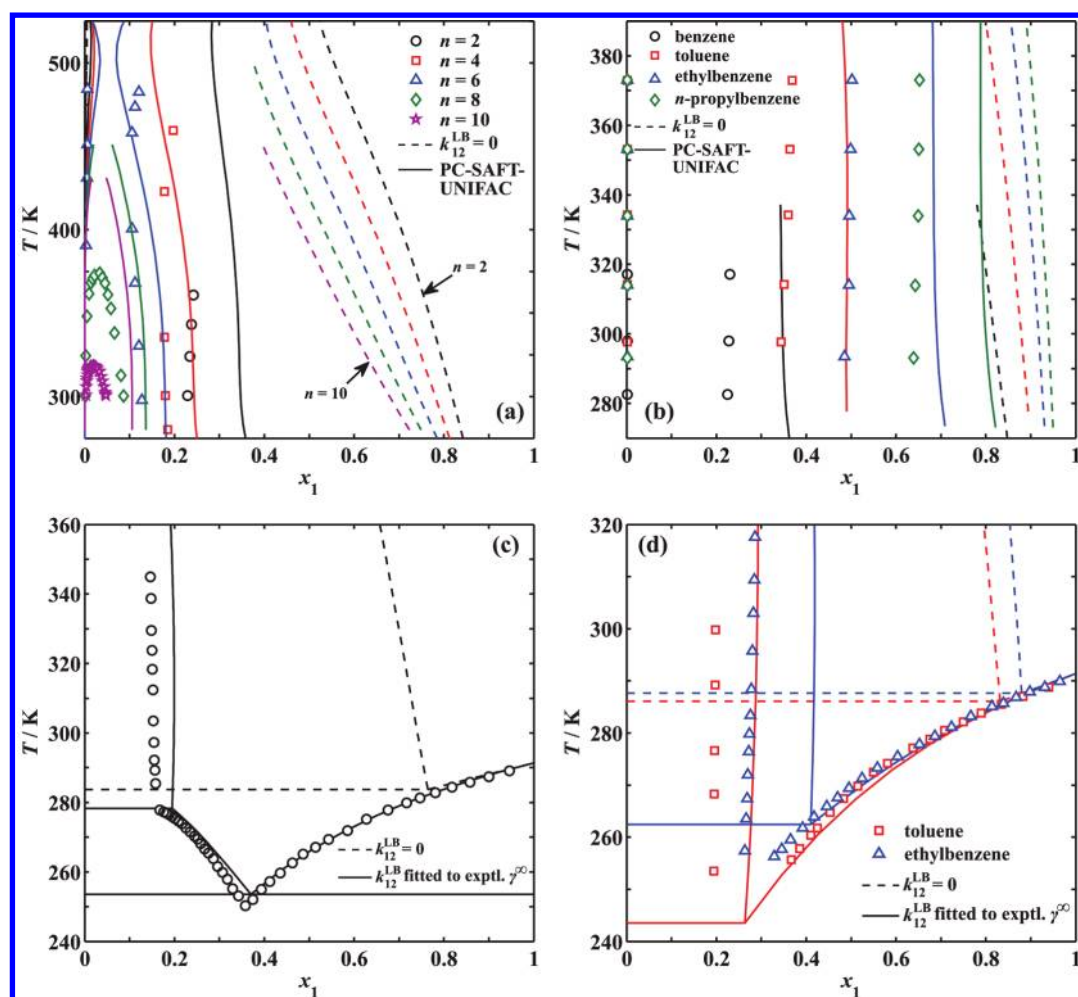 500
400
300
T / K
0
0.2
0.4
0.6
0.8
1
x₁
n = 2
n = 4
n = 6
n = 8
n = 10
k₁₂ᴸᴮ = 0
PC-SAFT-
UNIFAC
n = 2
n = 10
(a)
380
360
340
320
300
280
T / K
0
0.2
0.4
0.6
0.8
1
x₁
benzene
toluene
ethylbenzene
n-propylbenzene
k₁₂ᴸᴮ = 0
PC-SAFT-
UNIFAC
(b)
360
340
320
300
280
260
240
T / K
0
0.2
0.4
0.6
0.8
1
x₁
(c)
k₁₂ᴸᴮ = 0
k₁₂ᴸᴮ fitted to exptl. γ∞
320
300
280
260
240
T / K
0
0.2
0.4
0.6
0.8
1
x₁
(d)
toluene
ethylbenzene
k₁₂ᴸᴮ = 0
k₁₂ᴸᴮ fitted to exptl. γ∞